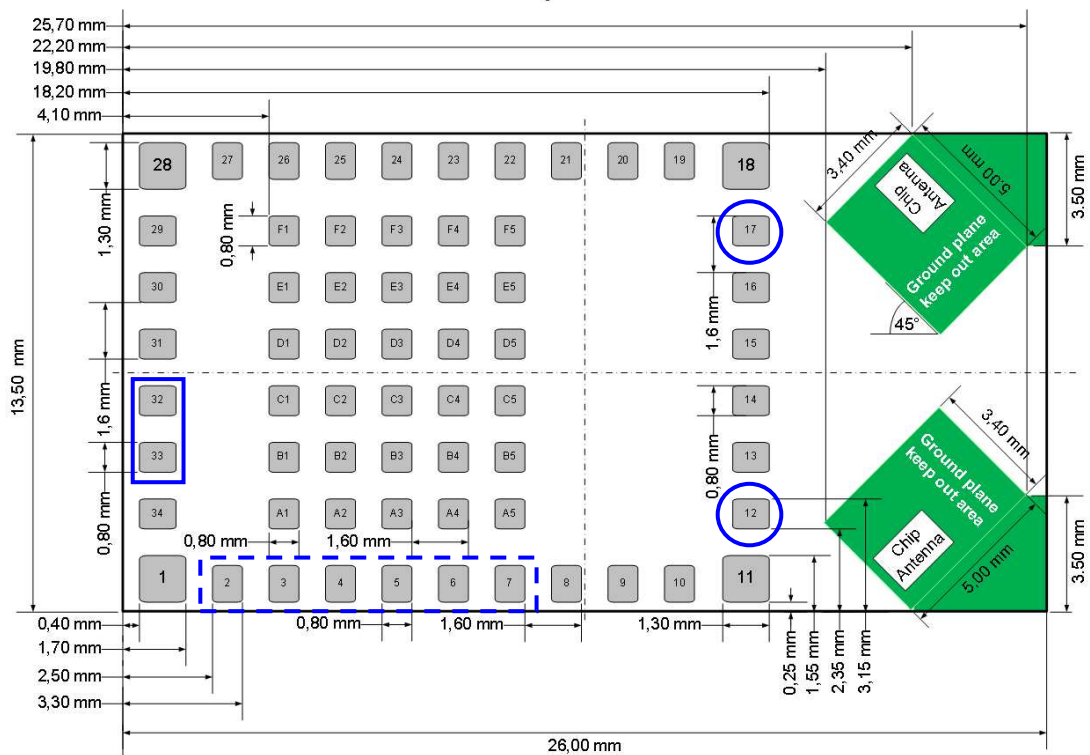 25,70 mm
22,20 mm
19,80 mm
18,20 mm
4,10 mm
28 27 26 25 24 23 22 21 20 19 18
3,40 mm
Chip
Antenna
5.00 mm
Ground plane
keep out area
45°
3.50 mm
1,30 mm
29 F1 F2 F3 F4 F5 17
0,80 mm
30 E1 E2 E3 E4 E5 16
1,6 mm
31 D1 D2 D3 D4 D5 15
13,50 mm
32 C1 C2 C3 C4 C5 14
1,6 mm
33 B1 B2 B3 B4 B5 13
0,80 mm
0,80 mm
34 A1 A2 A3 A4 A5 12
3,40 mm
Ground plane
keep out area
Chip
Antenna
5.00 mm
3.50 mm
0,80 mm 1,60 mm
1 2 3 4 5 6 7 8 9 10 11
0,40 mm
0,80 mm 1,60 mm 1,30 mm
1,70 mm
2,50 mm
3,30 mm
0,25 mm
1,55 mm
2,35 mm
3,15 mm
26,00 mm